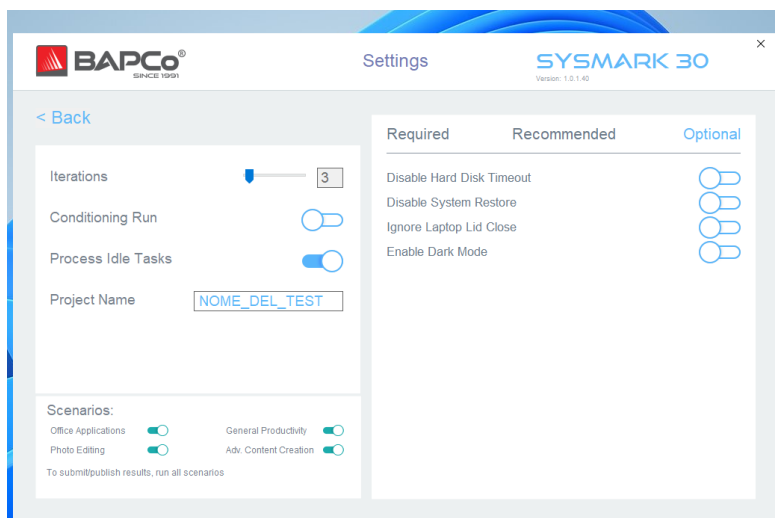 BAPCo®
SINCE 1991
Settings
SYSMARK 30
Version: 1.0.1.40
×
< Back
Iterations 3
Conditioning Run
Process Idle Tasks
Project Name NOME_DEL_TEST
Scenarios:
Office Applications General Productivity
Photo Editing Adv. Content Creation
To submit/publish results, run all scenarios
Required Recommended Optional
Disable Hard Disk Timeout
Disable System Restore
Ignore Laptop Lid Close
Enable Dark Mode